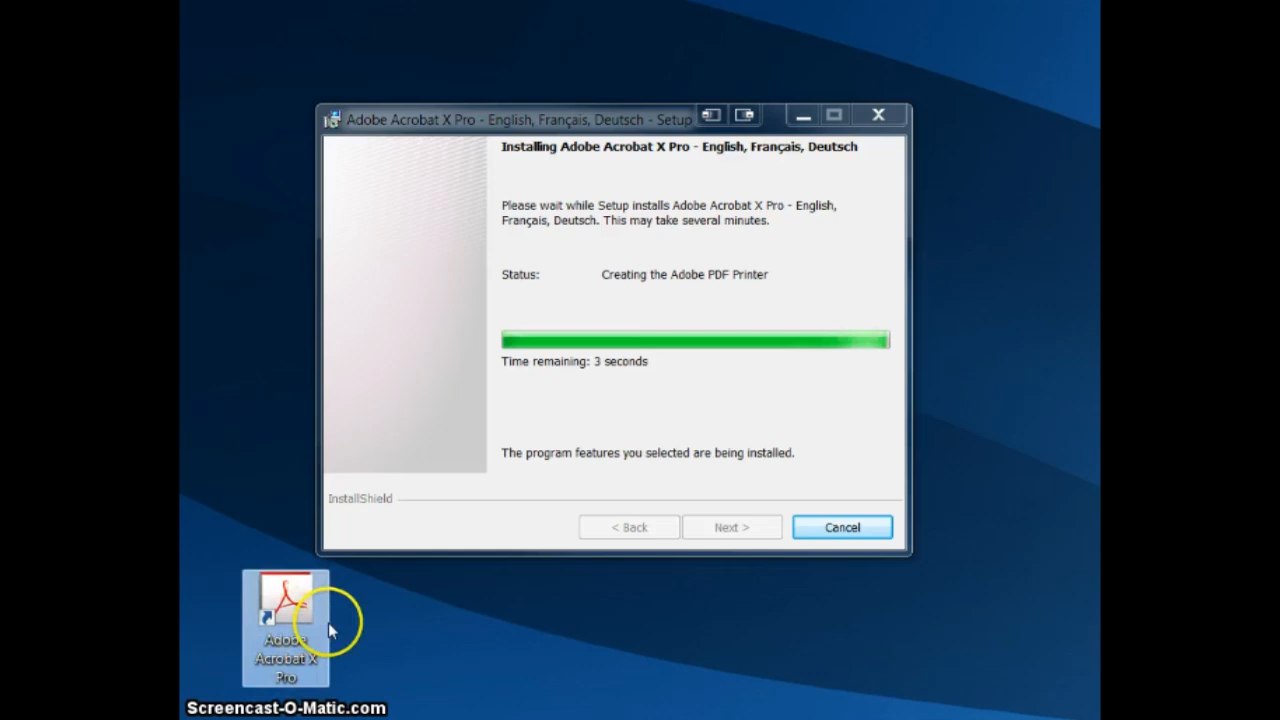 Adobe Acrobat X Pro - English, Français, Deutsch - Setup
Installing Adobe Acrobat X Pro - English, Français, Deutsch
Please wait while Setup installs Adobe Acrobat X Pro - English,
Français, Deutsch. This may take several minutes.
Status: Creating the Adobe PDF Printer
Time remaining: 3 seconds
The program features you selected are being installed.
InstallShield
< Back Next > Cancel
Adobe
Acrobat X
Pro
Screencast-O-Matic.com